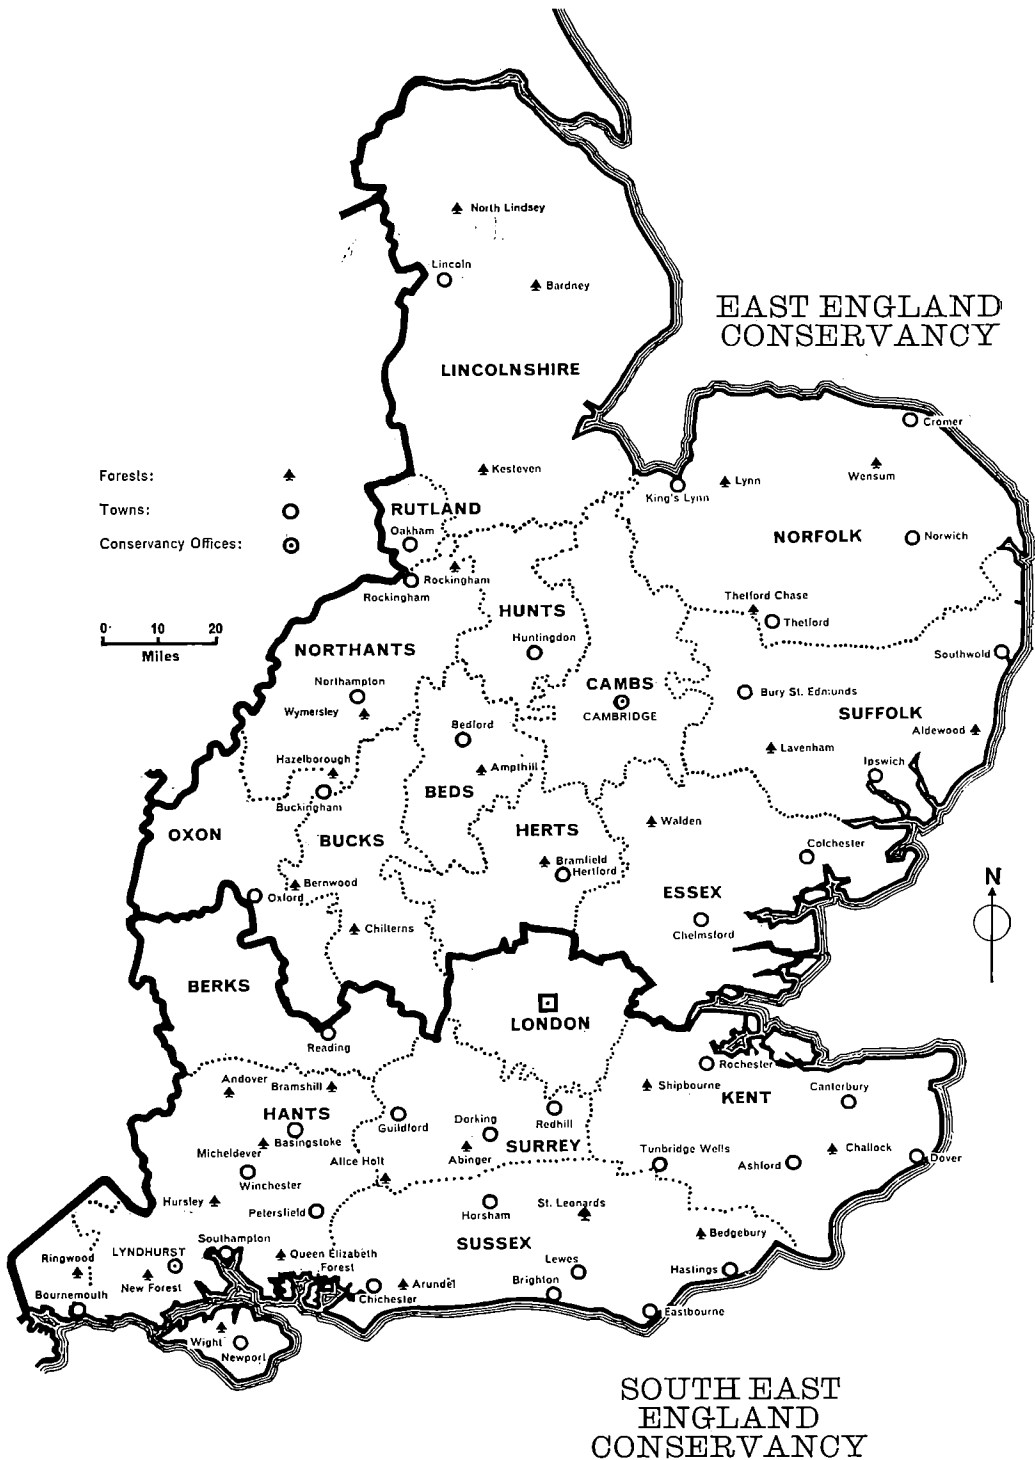 North Lindsey
Lincoln
Bardney
EAST ENGLAND
CONSERVANCY
LINCOLNSHIRE
Cromer
Forests:
Kesteven
Lynn
Wensum
King's Lynn
Towns:
RUTLAND
Oakham
Conservancy Offices:
NORFOLK
Norwich
Rockingham
Rockingham
Thetford Chase
Thetford
HUNTS
0 10 20
Miles
Huntingdon
NORTHANTS
Southwold
Northampton
CAMBS
CAMBRIDGE
Bury St. Edmunds
Wymersley
SUFFOLK
Bedford
Aldewood
Lavenham
Hazelborough
Ampthill
Ipswich
BEDS
Buckingham
OXON
BUCKS
HERTS
Walden
Colchester
Bramfield
Hertford
Bernwood
Oxford
ESSEX
N
Chelmsford
Chilterns
BERKS
LONDON
Reading
Rochester
Andover
Bramshill
Shipbourne
Canterbury
KENT
HANTS
Guildford
Dorking
Redhill
Basingstoke
Micheldever
SURREY
Abinger
Tunbridge Wells
Challock
Alice Holt
Ashford
Dover
Winchester
Hursley
Petersfield
Horsham
St. Leonards
Southampton
SUSSEX
Bedgebury
LYNDHURST
Ringwood
Queen Elizabeth
Forest
Lewes
Hastings
New Forest
Brighton
Arundel
Bournemouth
Chichester
Eastbourne
Wight
Newport
SOUTH EAST
ENGLAND
CONSERVANCY